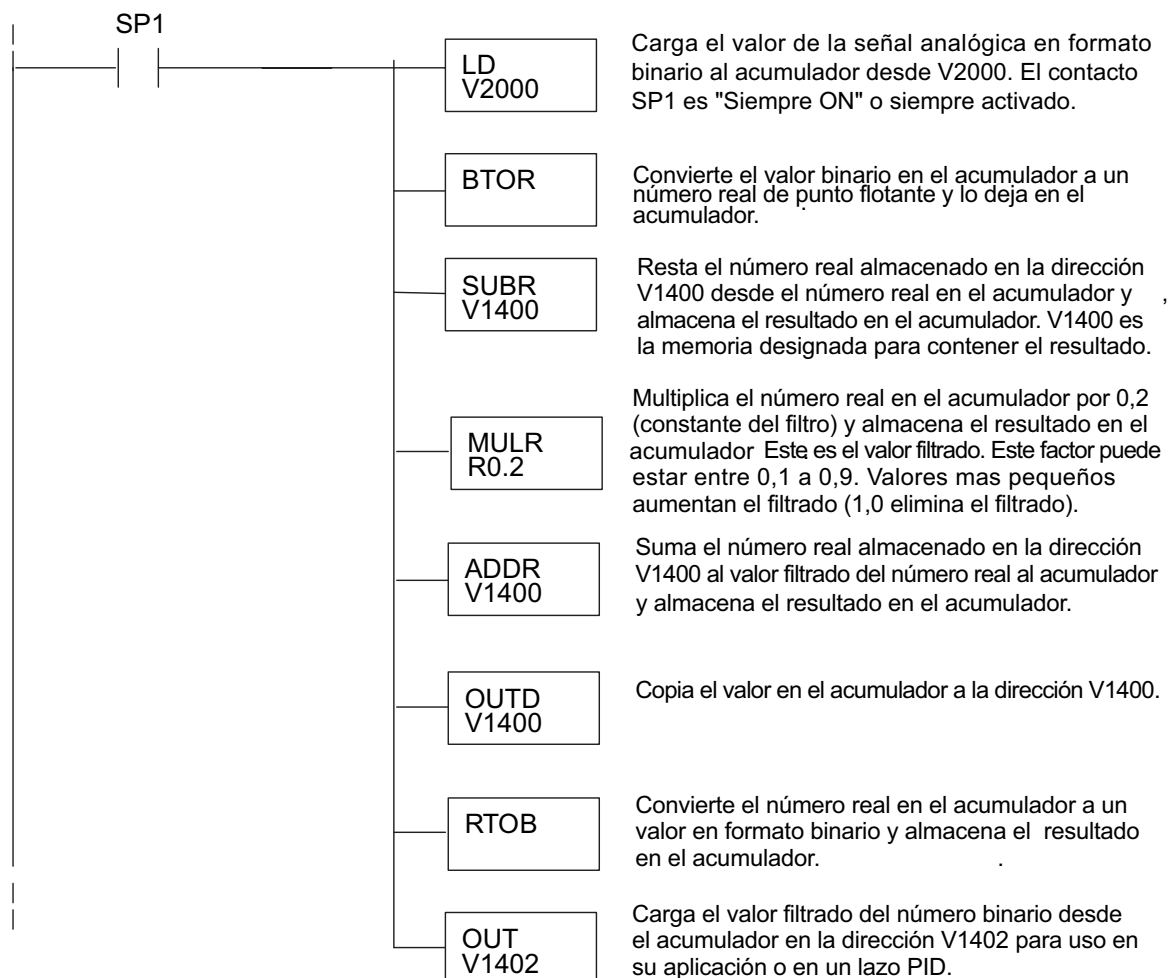 SP1
LD
V2000
Carga el valor de la señal analógica en formato
binario al acumulador desde V2000. El contacto
SP1 es "Siempre ON" o siempre activado.
BTOR
Convierte el valor binario en el acumulador a un
número real de punto flotante y lo deja en el
acumulador.
SUBR
V1400
Resta el número real almacenado en la dirección
V1400 desde el número real en el acumulador y ,
almacena el resultado en el acumulador. V1400 es
la memoria designada para contener el resultado.
MULR
R0.2
Multiplica el número real en el acumulador por 0,2
(constante del filtro) y almacena el resultado en el
acumulador Este es el valor filtrado. Este factor puede
estar entre 0,1 a 0,9. Valores mas pequeños
aumentan el filtrado (1,0 elimina el filtrado).
ADDR
V1400
Suma el número real almacenado en la dirección
V1400 al valor filtrado del número real al acumulador
y almacena el resultado en el acumulador.
OUTD
V1400
Copia el valor en el acumulador a la dirección V1400.
RTOB
Convierte el número real en el acumulador a un
valor en formato binario y almacena el resultado
en el acumulador. .
OUT
V1402
Carga el valor filtrado del número binario desde
el acumulador en la dirección V1402 para uso en
su aplicación o en un lazo PID.